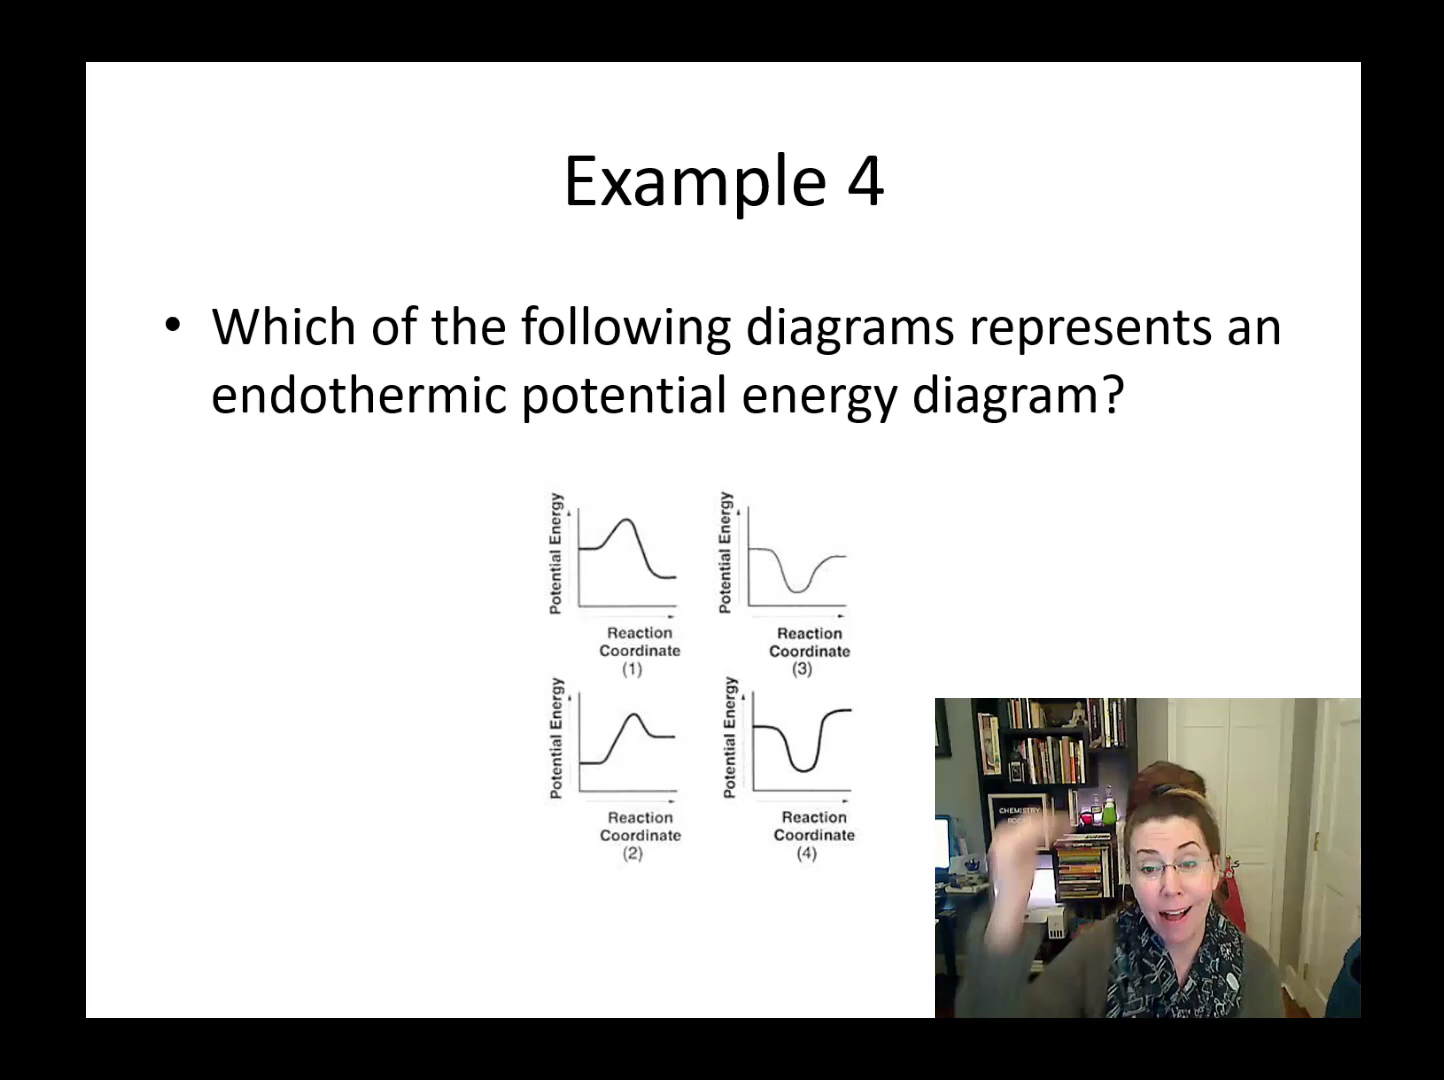 Example 4
• Which of the following diagrams represents an
endothermic potential energy diagram?
Potential Energy
Reaction
Coordinate
(1)
Potential Energy
Reaction
Coordinate
(3)
Potential Energy
Reaction
Coordinate
(2)
Potential Energy
Reaction
Coordinate
(4)
CHEMISTRY